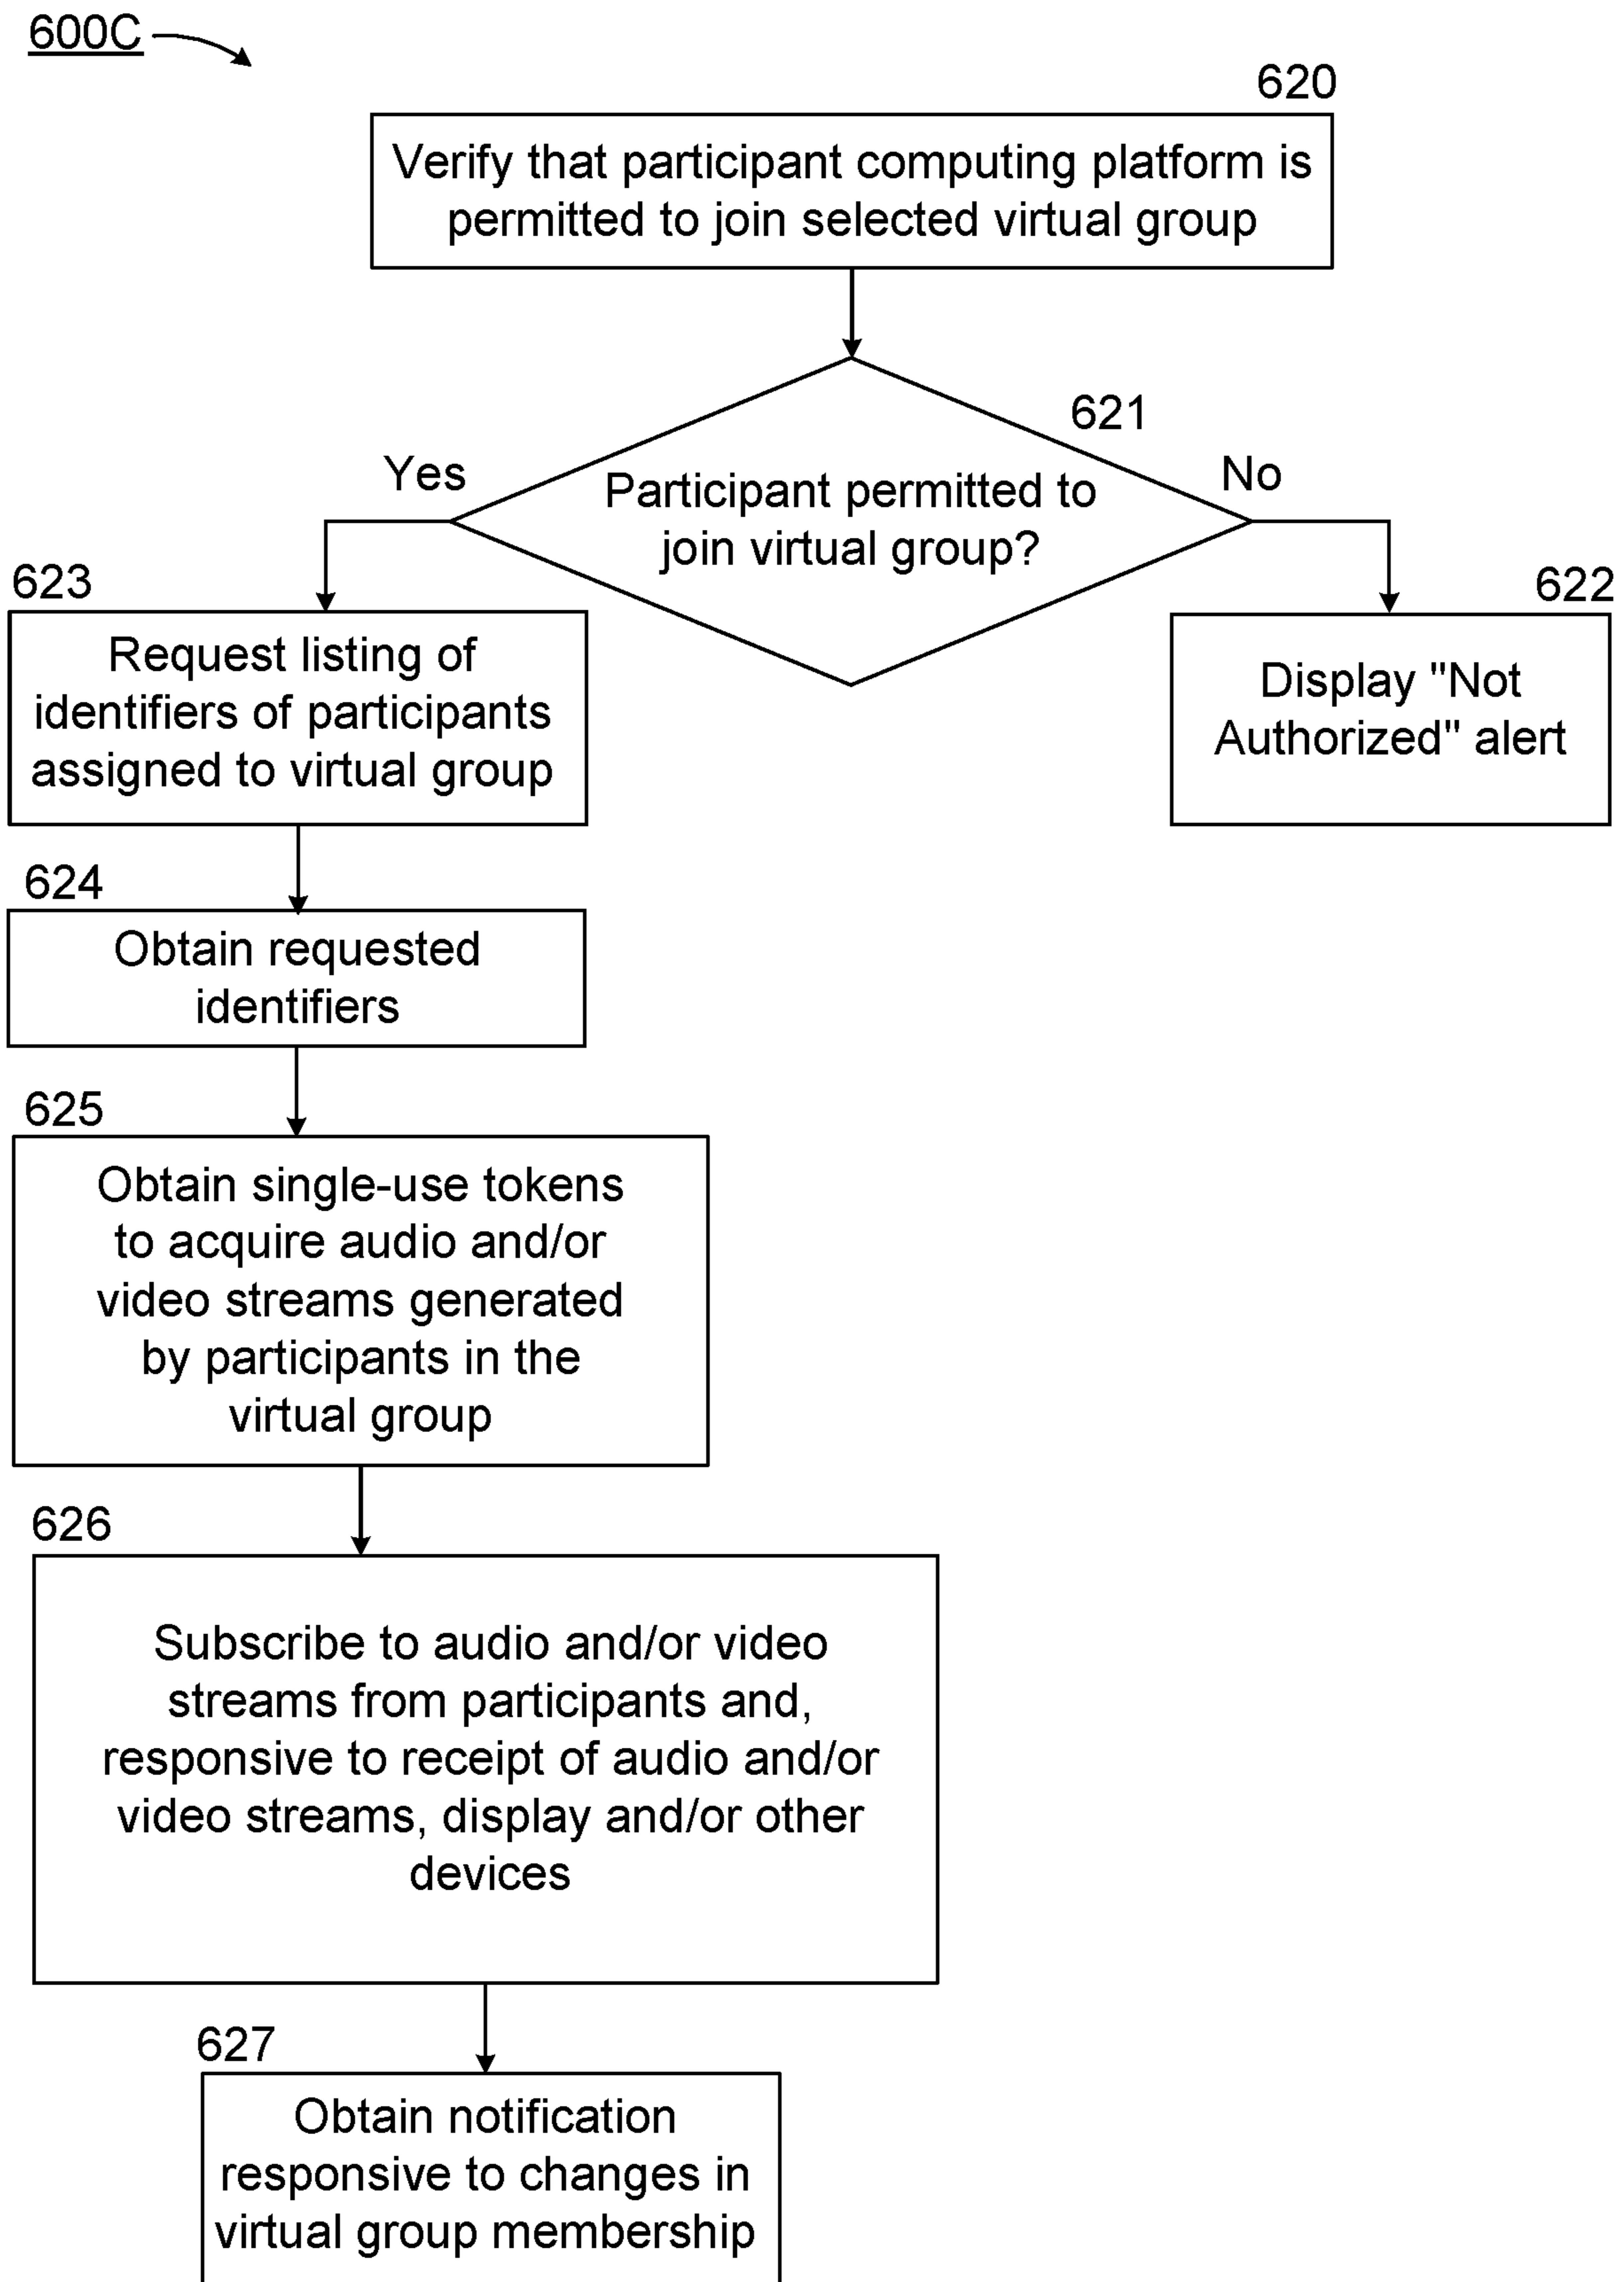 600C
620
Verify that participant computing platform is
permitted to join selected virtual group
621
Yes
No
Participant permitted to
join virtual group?
623
622
Request listing of
identifiers of participants
assigned to virtual group
Display "Not
Authorized" alert
624
Obtain requested
identifiers
625
Obtain single-use tokens
to acquire audio and/or
video streams generated
by participants in the
virtual group
626
Subscribe to audio and/or video
streams from participants and,
responsive to receipt of audio and/or
video streams, display and/or other
devices
627
Obtain notification
responsive to changes in
virtual group membership